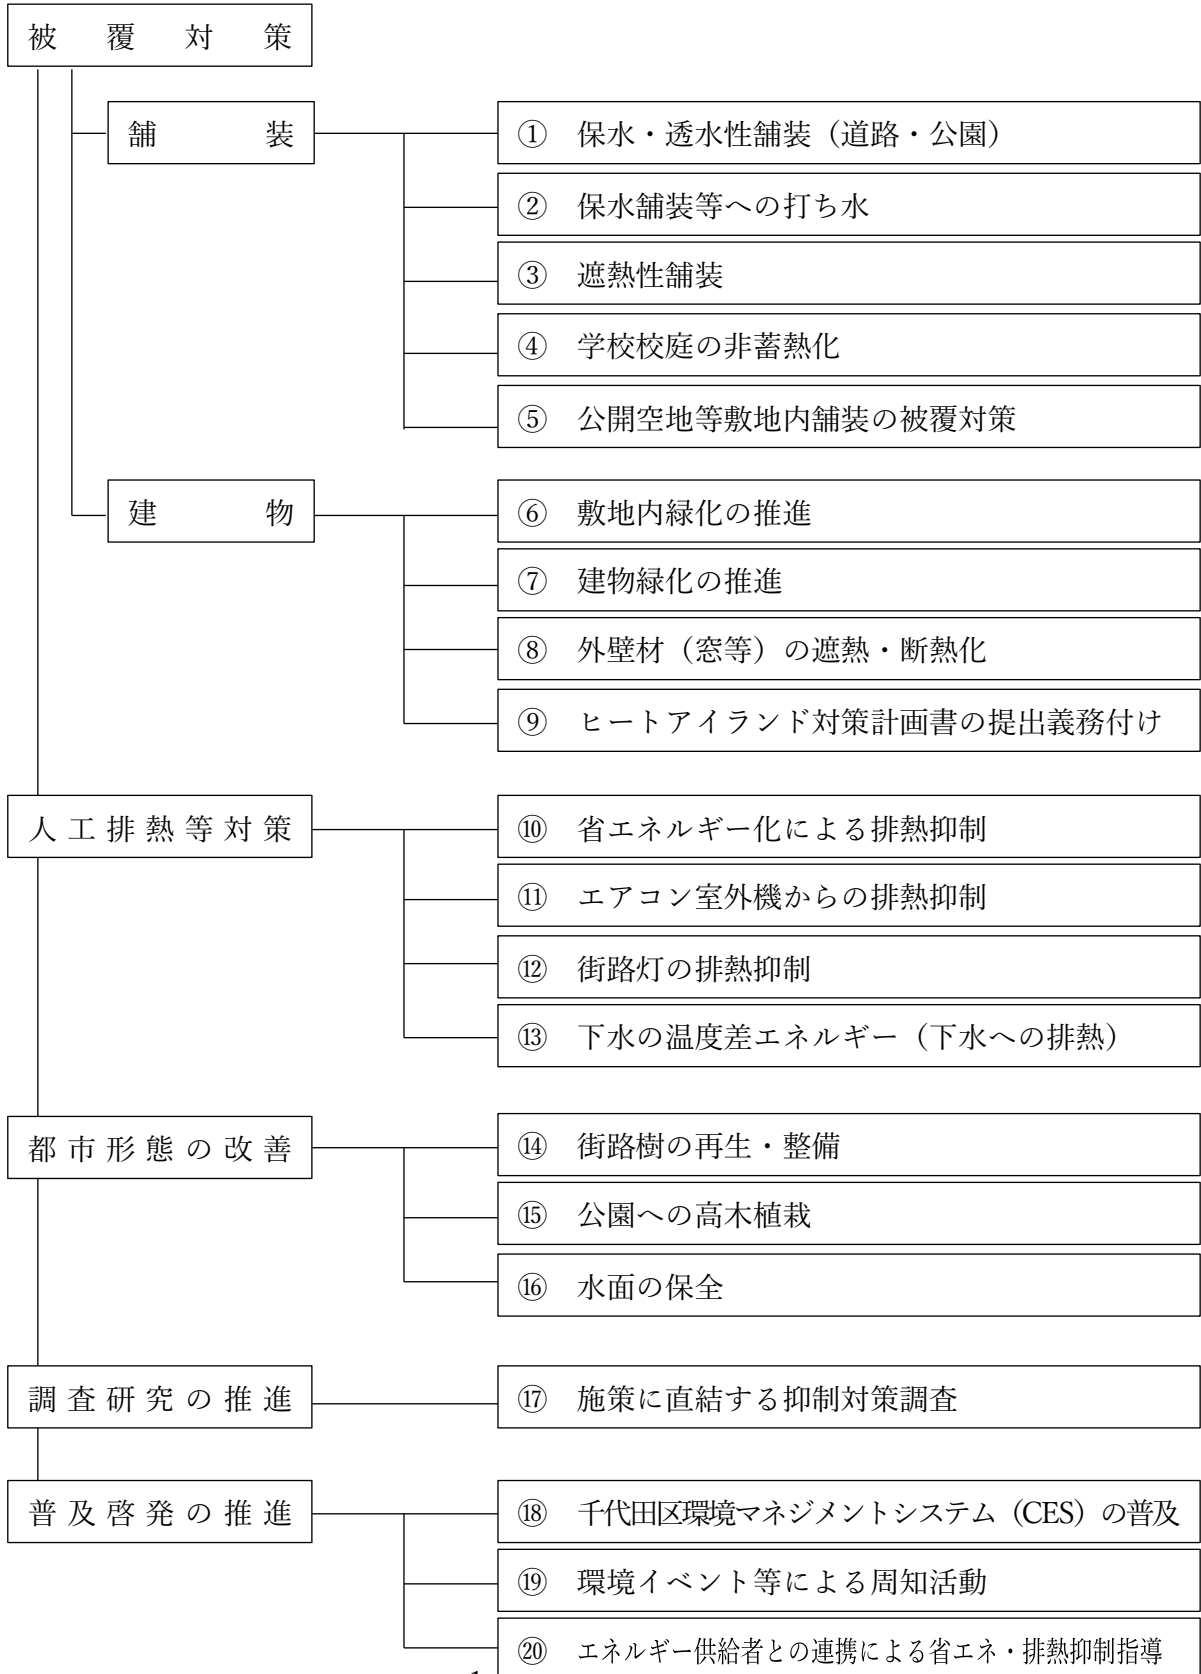 被覆対策
舗装
① 保水・透水性舗装（道路・公園）
② 保水舗装等への打ち水
③ 遮熱性舗装
④ 学校校庭の非蓄熱化
⑤ 公開空地等敷地内舗装の被覆対策
建物
⑥ 敷地内緑化の推進
⑦ 建物緑化の推進
⑧ 外壁材（窓等）の遮熱・断熱化
⑨ ヒートアイランド対策計画書の提出義務付け
人工排熱等対策
⑩ 省エネルギー化による排熱抑制
⑪ エアコン室外機からの排熱抑制
⑫ 街路灯の排熱抑制
⑬ 下水の温度差エネルギー（下水への排熱）
都市形態の改善
⑭ 街路樹の再生・整備
⑮ 公園への高木植栽
⑯ 水面の保全
調査研究の推進
⑰ 施策に直結する抑制対策調査
普及啓発の推進
⑱ 千代田区環境マネジメントシステム（CES）の普及
⑲ 環境イベント等による周知活動
⑳ エネルギー供給者との連携による省エネ・排熱抑制指導